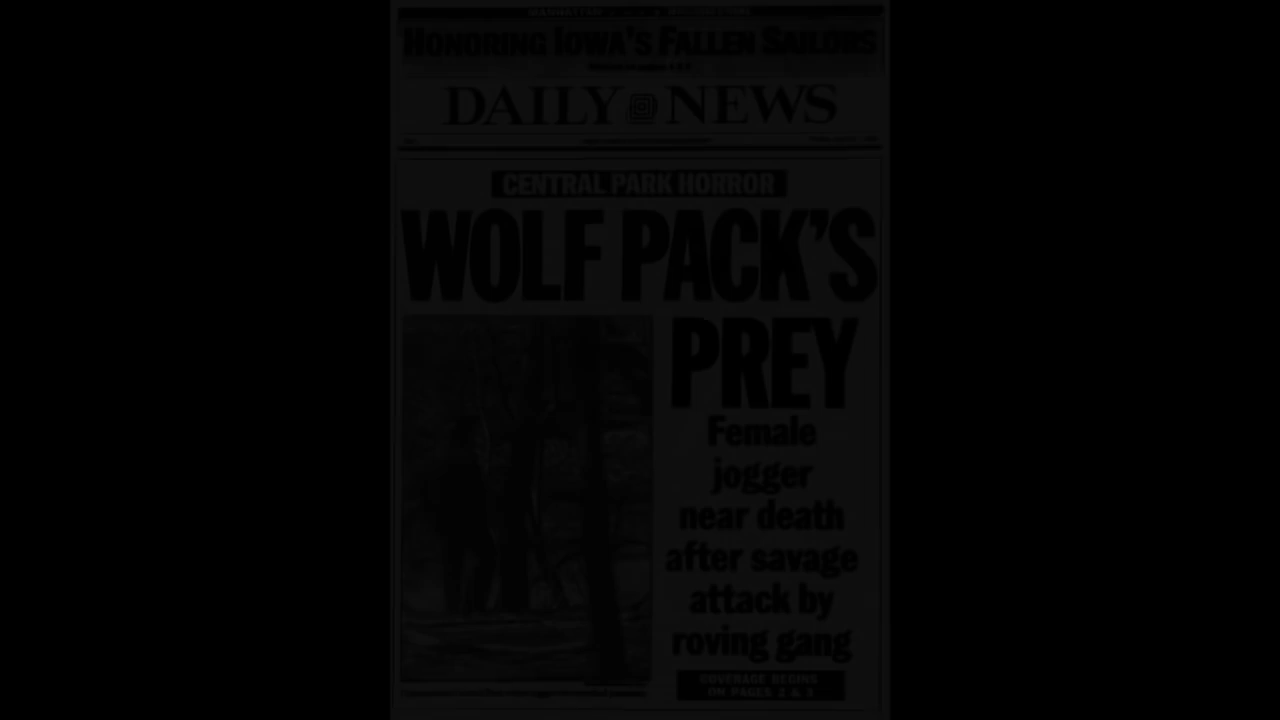 HONORING IOWA'S FALLEN SAILORS
DAILY NEWS
CENTRAL PARK HORROR
WOLF PACK'S
PREY
Female
jogger
near death
after savage
attack by
roving gang
COVERAGE BEGINS
ON PAGES 2 & 3